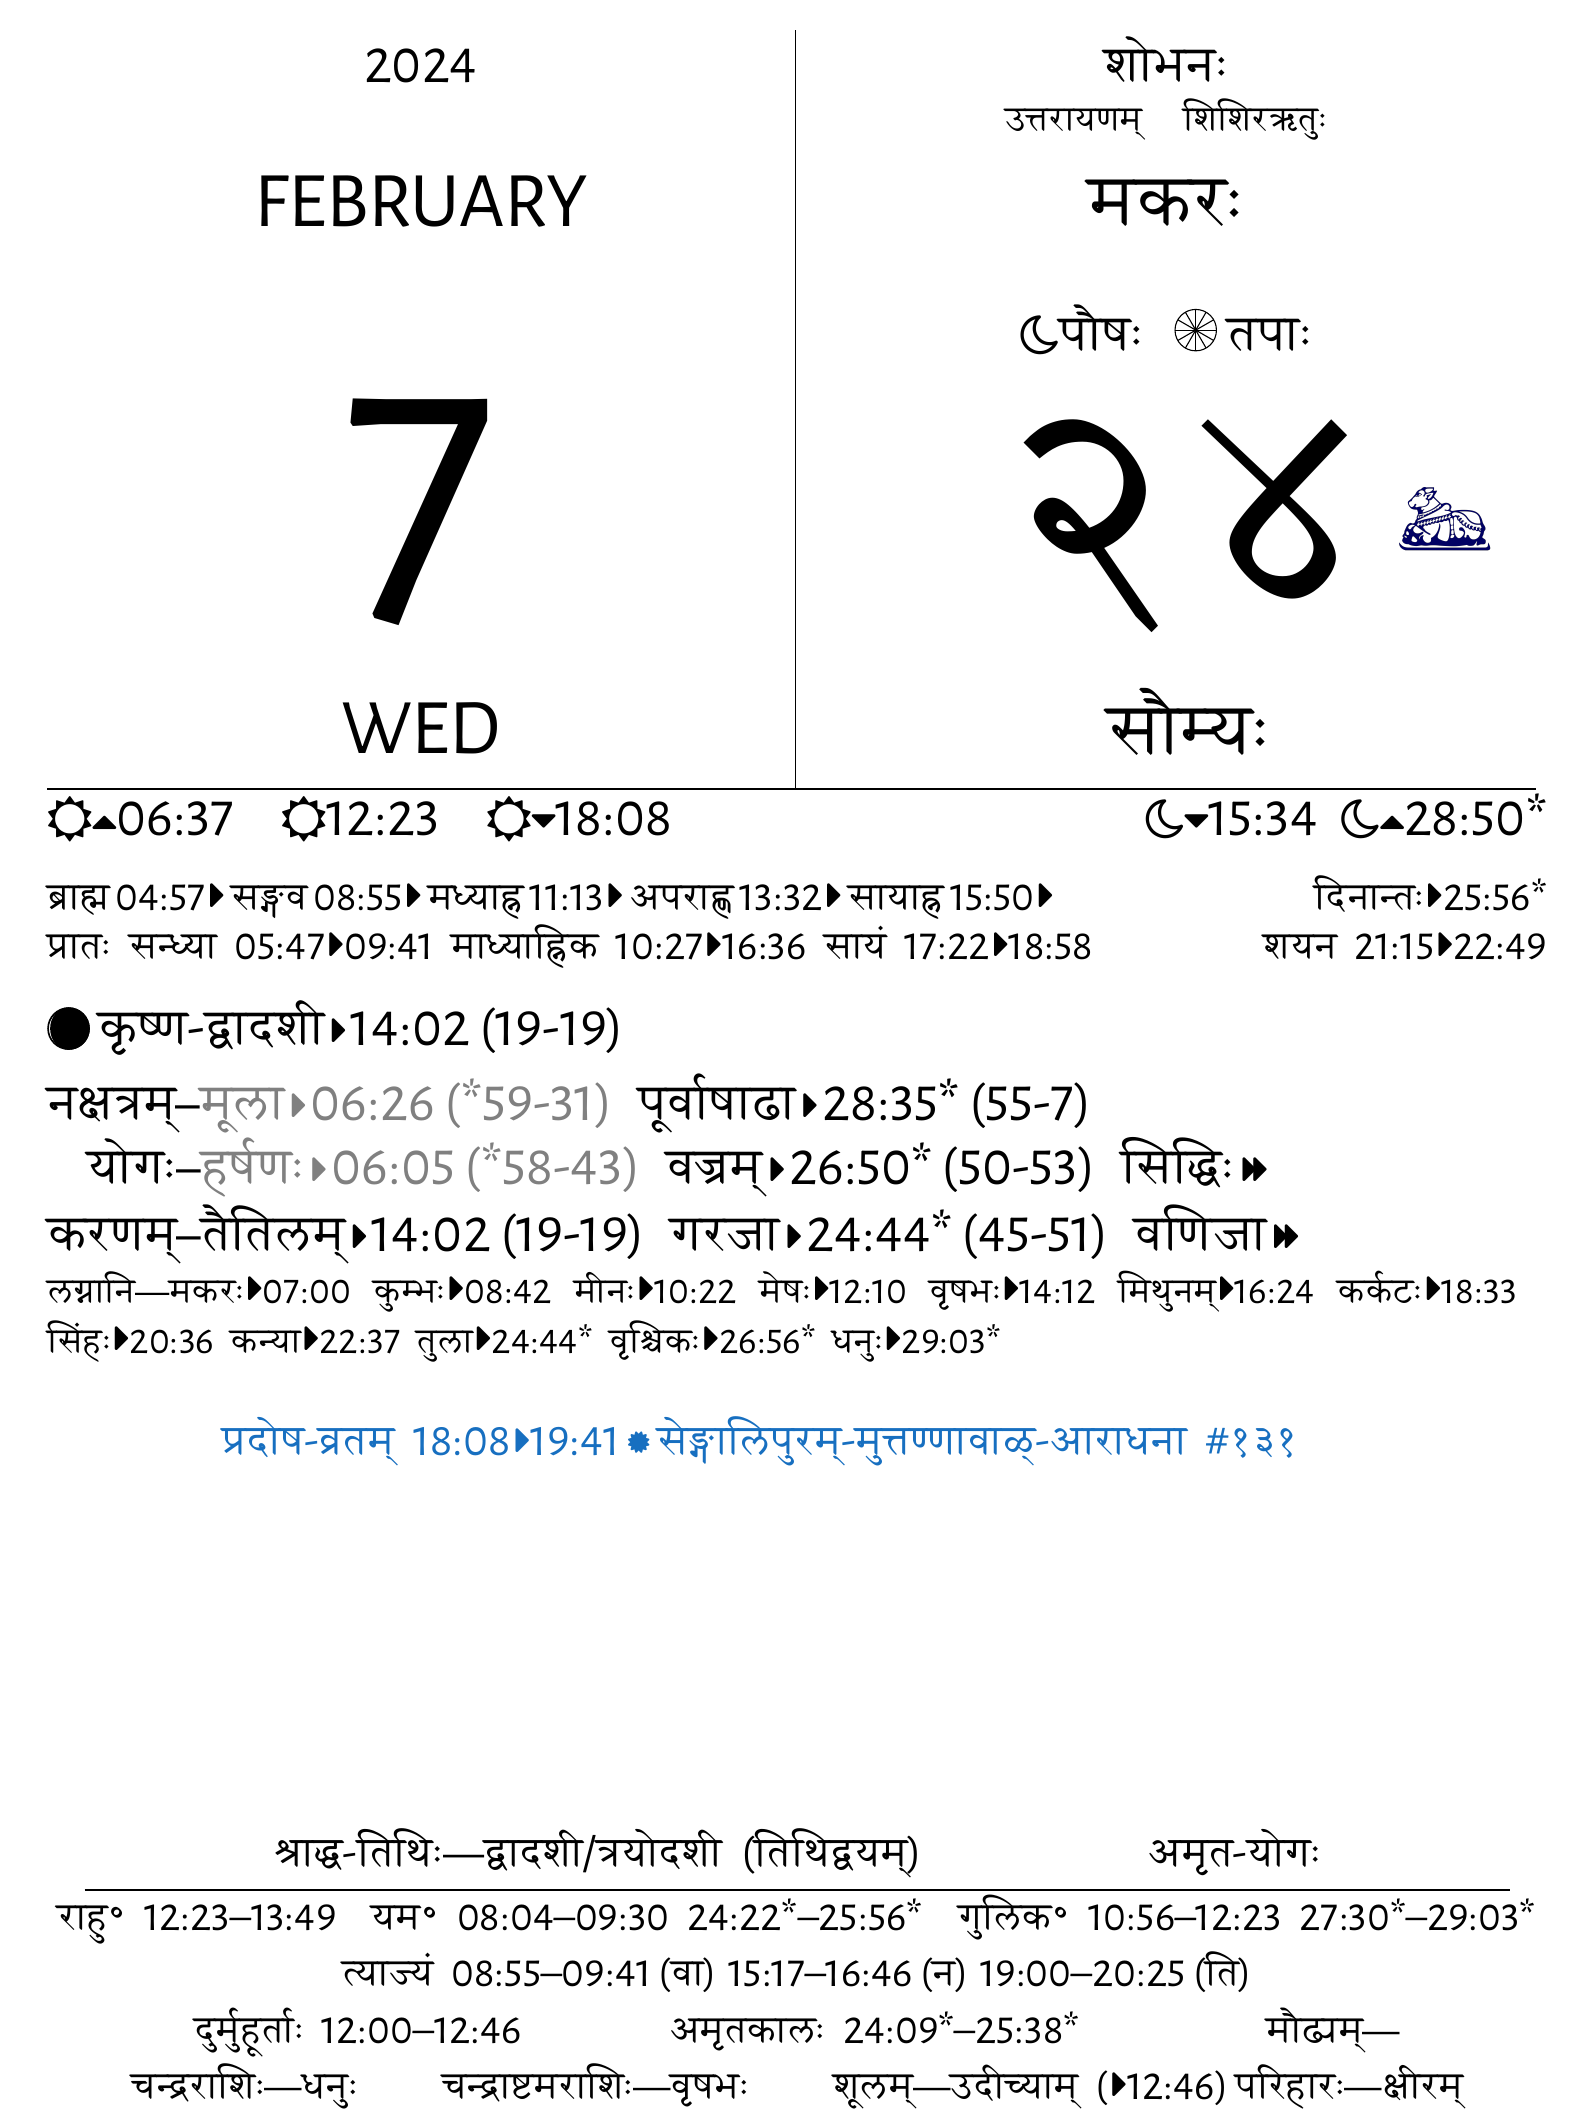 2024
FEBRUARY
7
WED
शोभनः
उत्तरायणम् शिशिरऋतुः
मकरः
पौषः तपाः
२४
सौम्यः
06:37 12:23 18:08 15:34 28:50*
ब्राह्म 04:57 सङ्गव 08:55 मध्याह्न 11:13 अपराह्ण 13:32 सायाह्न 15:50 दिनान्तः 25:56*
प्रातः सन्ध्या 05:47 09:41 माध्याह्निक 10:27 16:36 सायं 17:22 18:58 शयन 21:15 22:49
कृष्ण-द्वादशी 14:02 (19-19)
नक्षत्रम्–मूला 06:26 (*59-31) पूर्वाषाढा 28:35* (55-7)
योगः–हर्षणः 06:05 (*58-43) वज्रम् 26:50* (50-53) सिद्धिः
करणम्–तैतिलम् 14:02 (19-19) गरजा 24:44* (45-51) वणिजा
लग्नानि—मकरः 07:00 कुम्भः 08:42 मीनः 10:22 मेषः 12:10 वृषभः 14:12 मिथुनम् 16:24 कर्कटः 18:33
सिंहः 20:36 कन्या 22:37 तुला 24:44* वृश्चिकः 26:56* धनुः 29:03*
प्रदोष-व्रतम् 18:08 19:41 सेङ्गालिपुरम्-मुत्तण्णावाळ्-आराधना #१३१
श्राद्ध-तिथिः—द्वादशी/त्रयोदशी (तिथिद्वयम्) अमृत-योगः
राहु॰ 12:23–13:49 यम॰ 08:04–09:30 24:22*–25:56* गुलिक॰ 10:56–12:23 27:30*–29:03*
त्याज्यं 08:55–09:41 (वा) 15:17–16:46 (न) 19:00–20:25 (ति)
दुर्मुहूर्ताः 12:00–12:46 अमृतकालः 24:09*–25:38* मौढ्यम्—
चन्द्रराशिः—धनुः चन्द्राष्टमराशिः—वृषभः शूलम्—उदीच्याम् (12:46) परिहारः—क्षीरम्